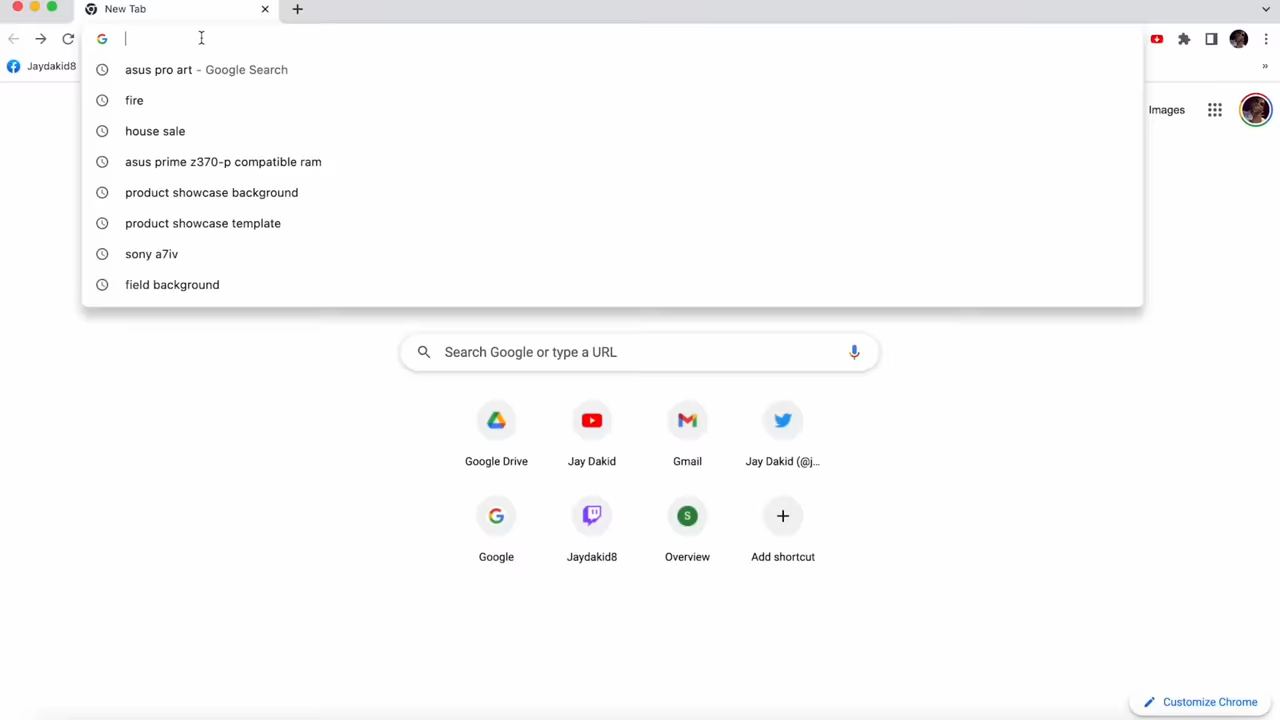 New Tab
asus pro art - Google Search
Jaydakid8
fire
Images
house sale
asus prime z370-p compatible ram
product showcase background
product showcase template
sony a7iv
field background
Search Google or type a URL
Google Drive
Jay Dakid
Gmail
Jay Dakid (@j...
S
Google
Jaydakid8
Overview
Add shortcut
Customize Chrome